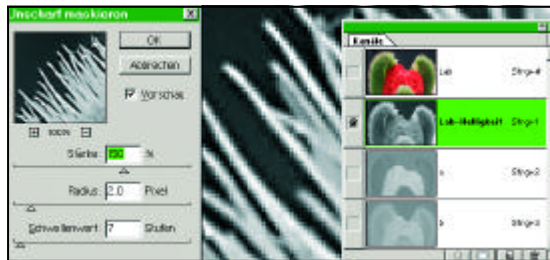 Unscharf maskieren
OK
Abbrechen
Vorschau
100%
Stärke: 150 %
Radius: 2.0 Pixel
Schwellenwert: 7 Stufen
Kanäle
Lab Strg+#
Lab-Helligkeit Strg+1
a Strg+2
b Strg+3